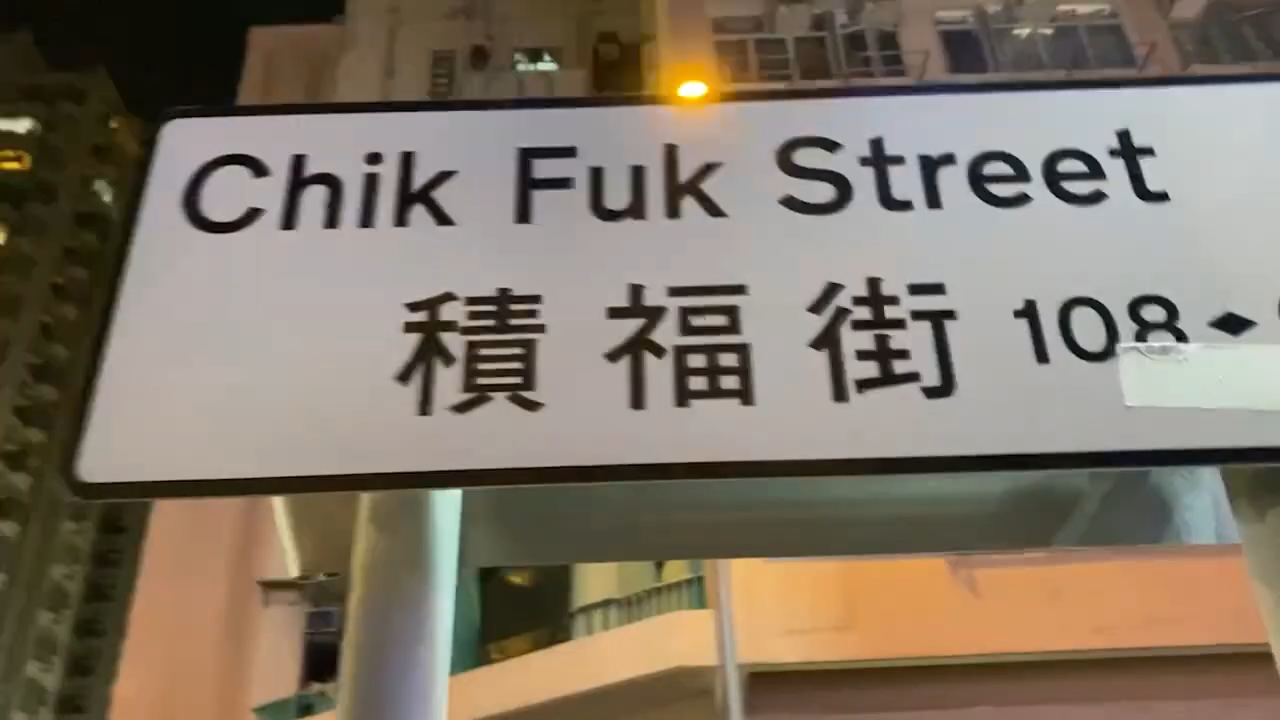 Chik Fuk Street
積福街 108 ◆